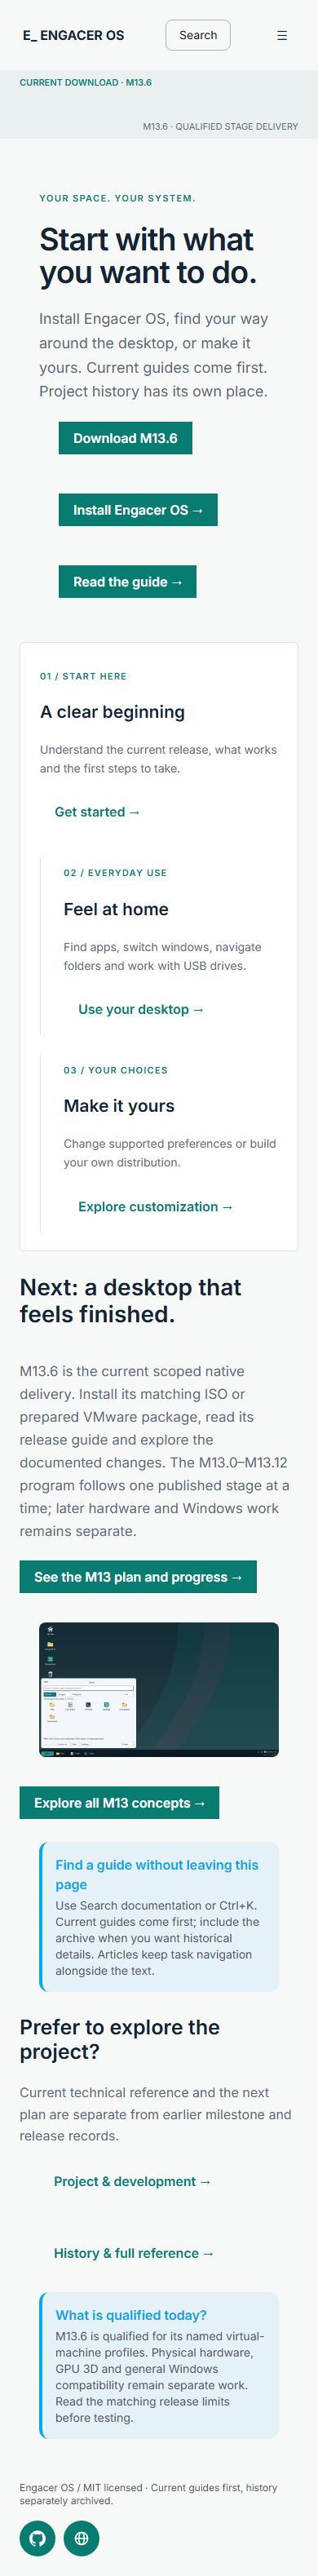 E_ ENGACER OS
Search
CURRENT DOWNLOAD · M13.6
M13.6 · QUALIFIED STAGE DELIVERY
YOUR SPACE. YOUR SYSTEM.
Start with what
you want to do.
Install Engacer OS, find your way
around the desktop, or make it
yours. Current guides come first.
Project history has its own place.
Download M13.6
Install Engacer OS →
Read the guide →
01 / START HERE
A clear beginning
Understand the current release, what works
and the first steps to take.
Get started →
02 / EVERYDAY USE
Feel at home
Find apps, switch windows, navigate
folders and work with USB drives.
Use your desktop →
03 / YOUR CHOICES
Make it yours
Change supported preferences or build
your own distribution.
Explore customization →
Next: a desktop that
feels finished.
M13.6 is the current scoped native
delivery. Install its matching ISO or
prepared VMware package, read its
release guide and explore the
documented changes. The M13.0–M13.12
program follows one published stage at a
time; later hardware and Windows work
remains separate.
See the M13 plan and progress →
Explore all M13 concepts →
Find a guide without leaving this
page
Use Search documentation or Ctrl+K.
Current guides come first; include the
archive when you want historical
details. Articles keep task navigation
alongside the text.
Prefer to explore the
project?
Current technical reference and the next
plan are separate from earlier milestone and
release records.
Project & development →
History & full reference →
What is qualified today?
M13.6 is qualified for its named virtual-
machine profiles. Physical hardware,
GPU 3D and general Windows
compatibility remain separate work.
Read the matching release limits
before testing.
Engacer OS / MIT licensed · Current guides first, history
separately archived.